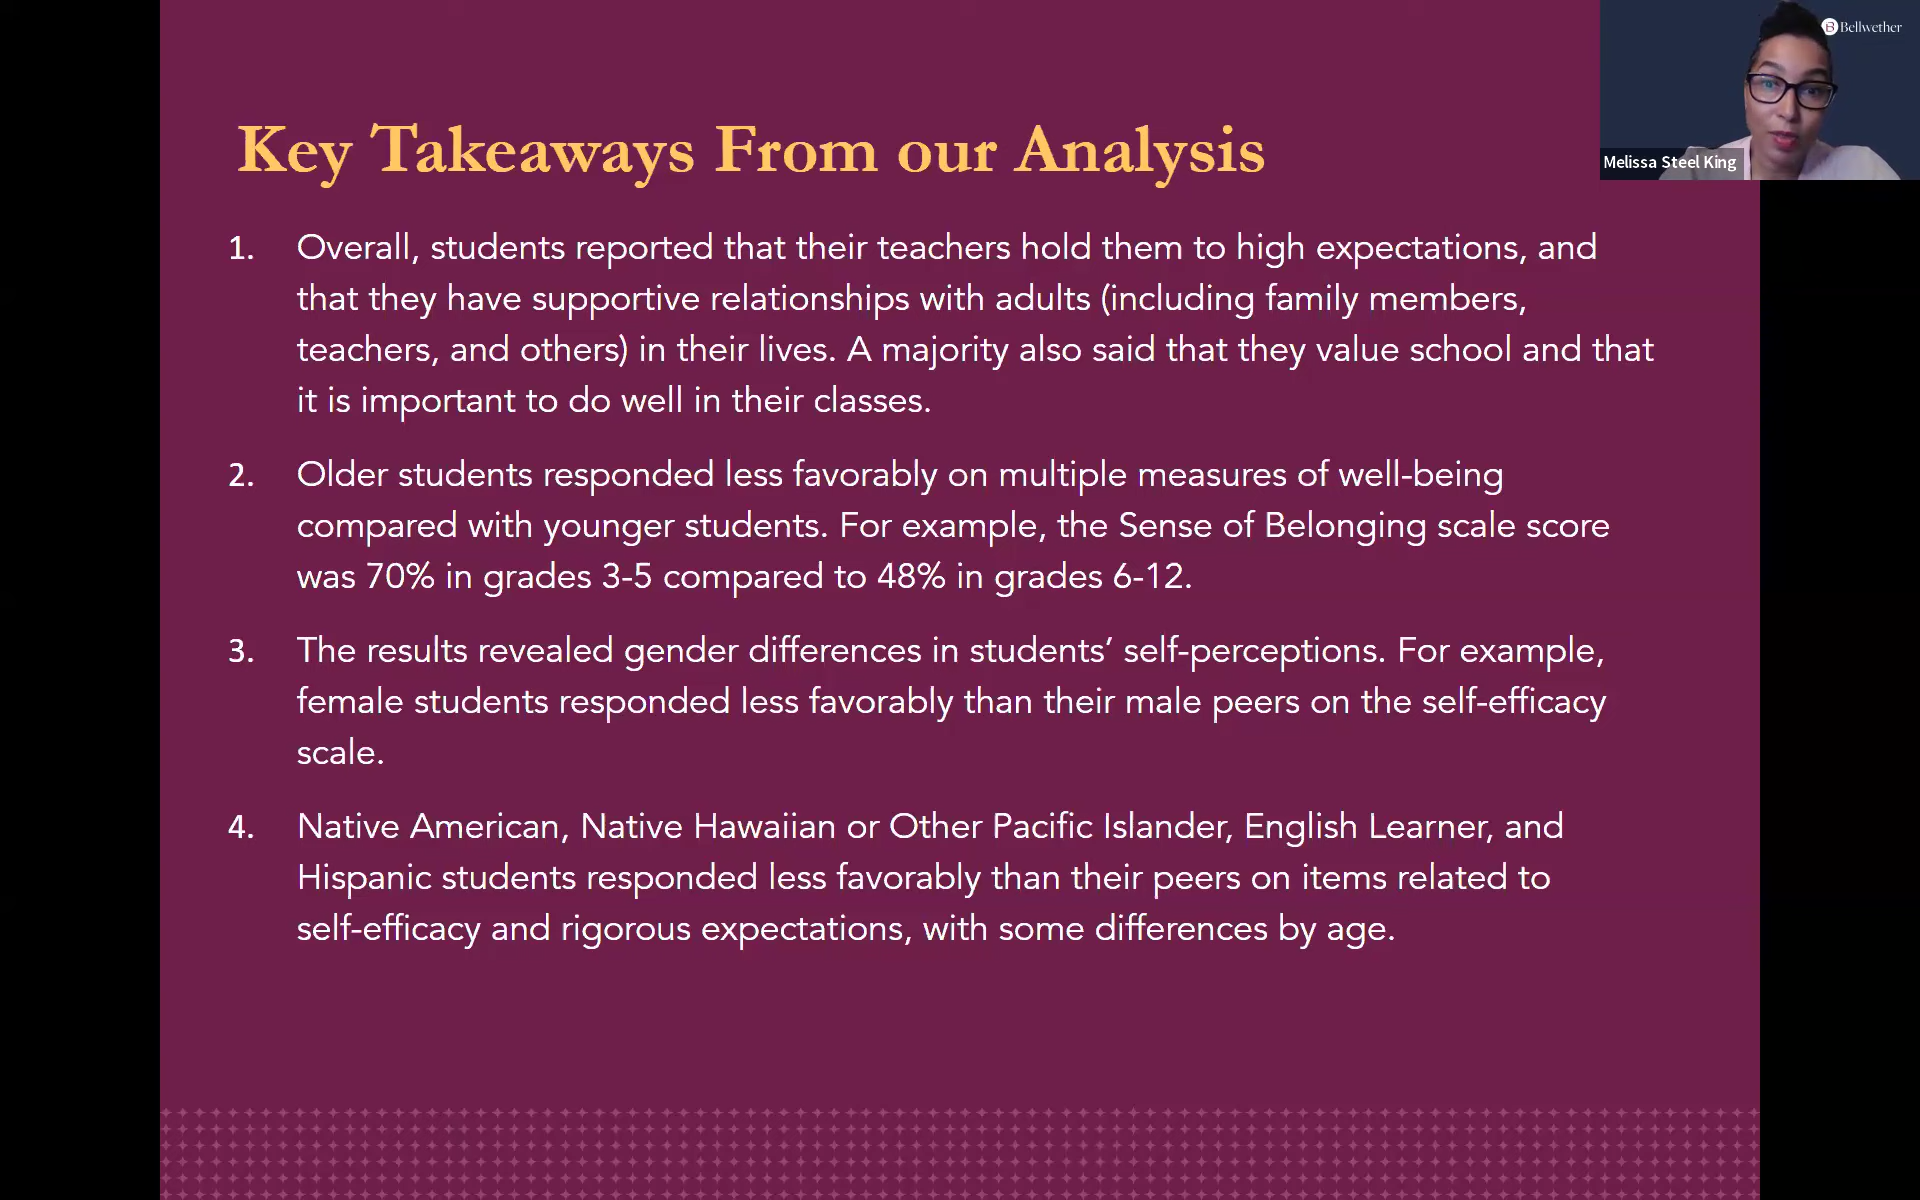 Bellwether
Melissa Steel King
Key Takeaways From our Analysis
1. Overall, students reported that their teachers hold them to high expectations, and
that they have supportive relationships with adults (including family members,
teachers, and others) in their lives. A majority also said that they value school and that
it is important to do well in their classes.
2. Older students responded less favorably on multiple measures of well-being
compared with younger students. For example, the Sense of Belonging scale score
was 70% in grades 3-5 compared to 48% in grades 6-12.
3. The results revealed gender differences in students’ self-perceptions. For example,
female students responded less favorably than their male peers on the self-efficacy
scale.
4. Native American, Native Hawaiian or Other Pacific Islander, English Learner, and
Hispanic students responded less favorably than their peers on items related to
self-efficacy and rigorous expectations, with some differences by age.